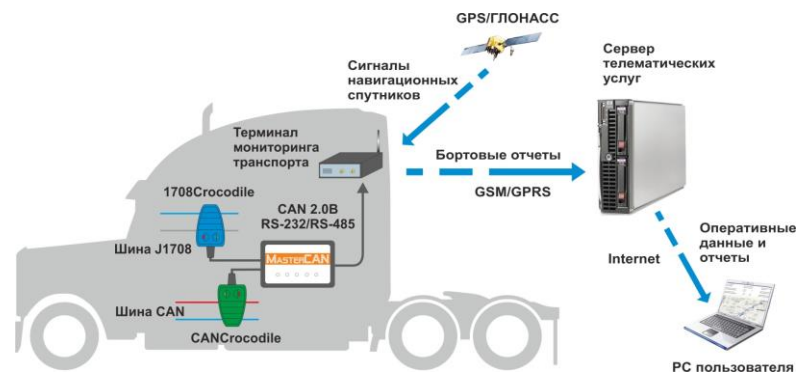 GPS/ГЛОНАСС
Сигналы
навигационных
спутников
Сервер
телематических
услуг
Терминал
мониторинга
транспорта
Бортовые отчеты
GSM/GPRS
1708Crocodile
CAN 2.0B
RS-232/RS-485
Шина J1708
MasterCAN
Шина CAN
CANCrocodile
Internet
Оперативные
данные и
отчеты
PC пользователя